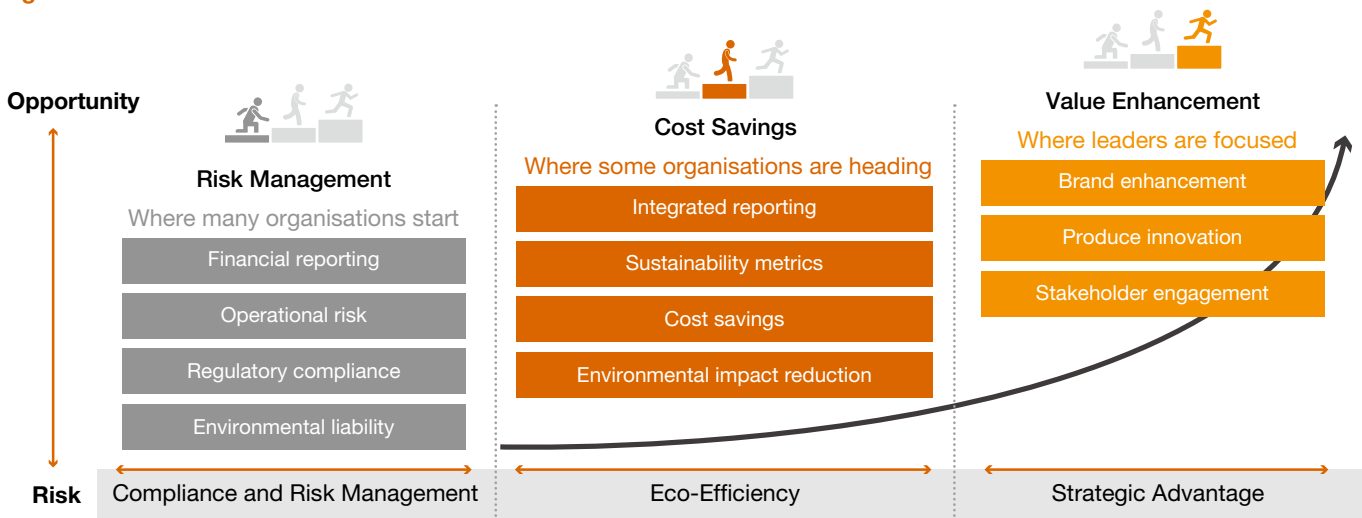 Opportunity
Risk Management
Where many organisations start
Financial reporting
Operational risk
Regulatory compliance
Environmental liability
Cost Savings
Where some organisations are heading
Integrated reporting
Sustainability metrics
Cost savings
Environmental impact reduction
Value Enhancement
Where leaders are focused
Brand enhancement
Produce innovation
Stakeholder engagement
Risk
Compliance and Risk Management
Eco-Efficiency
Strategic Advantage